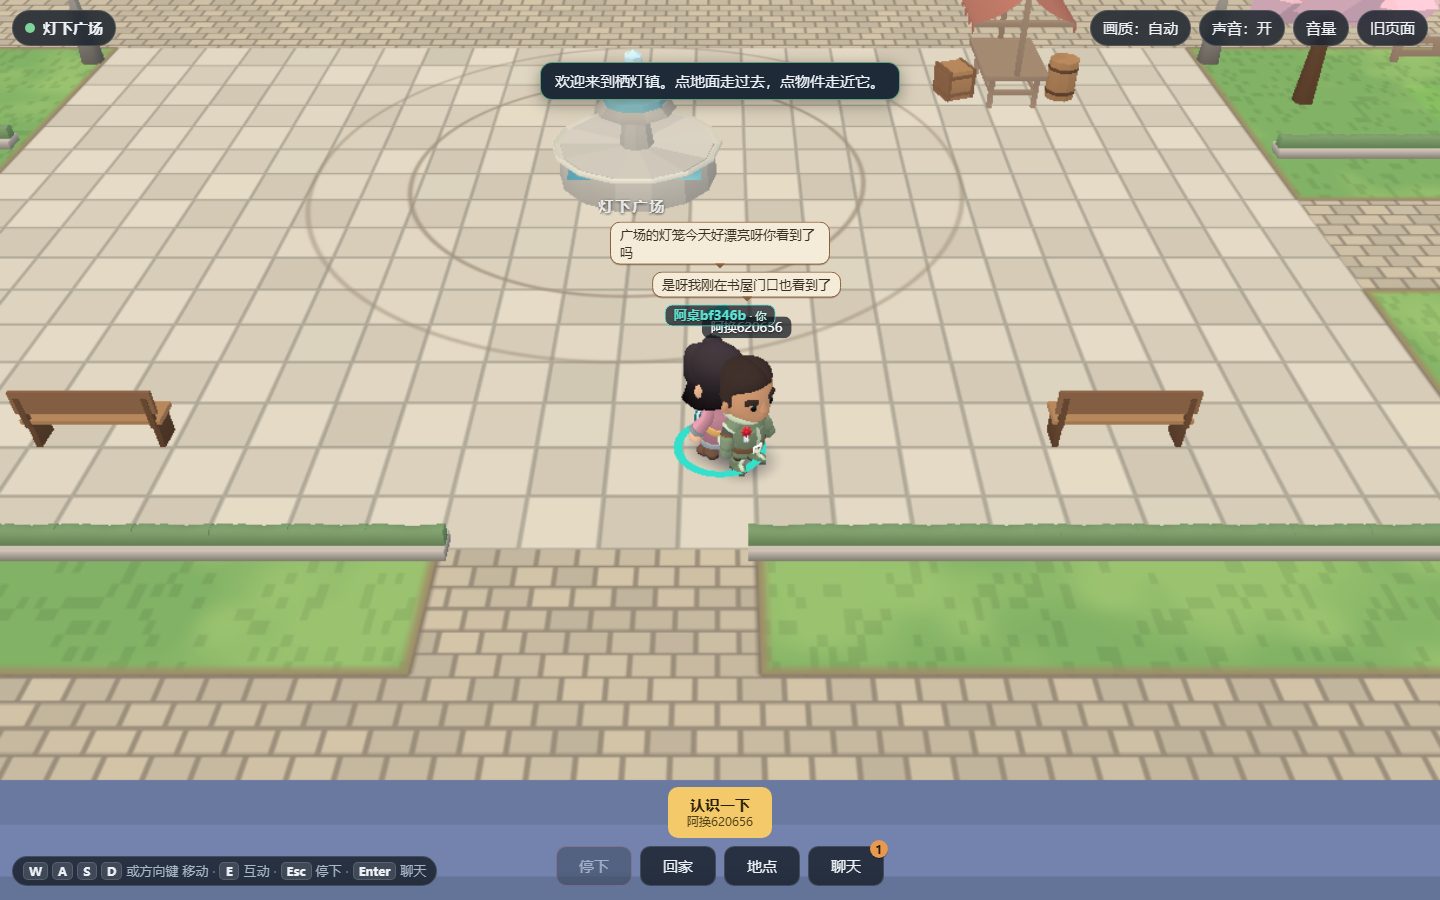 灯下广场
画质：自动
声音：开
音量
旧页面
欢迎来到栖灯镇。点地面走过去，点物件走近它。
灯下广场
广场的灯笼今天好漂亮呀你看到了
吗
是呀我刚在书屋门口也看到了
阿桌bf346b · 你
阿换620656
认识一下
阿换620656
停下
回家
地点
聊天
1
W A S D 或方向键 移动 · E 互动 · Esc 停下 · Enter 聊天